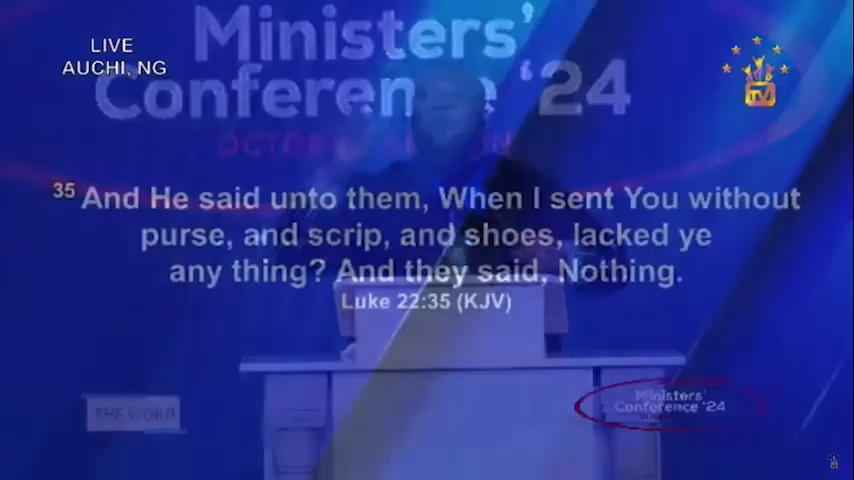 LIVE
AUCHI, NG
Ministers'
Conference '24
TV
35 And He said unto them, When I sent You without
purse, and scrip, and shoes, lacked ye
any thing? And they said, Nothing.
Luke 22:35 (KJV)
THE WORD
Ministers'
Conference '24